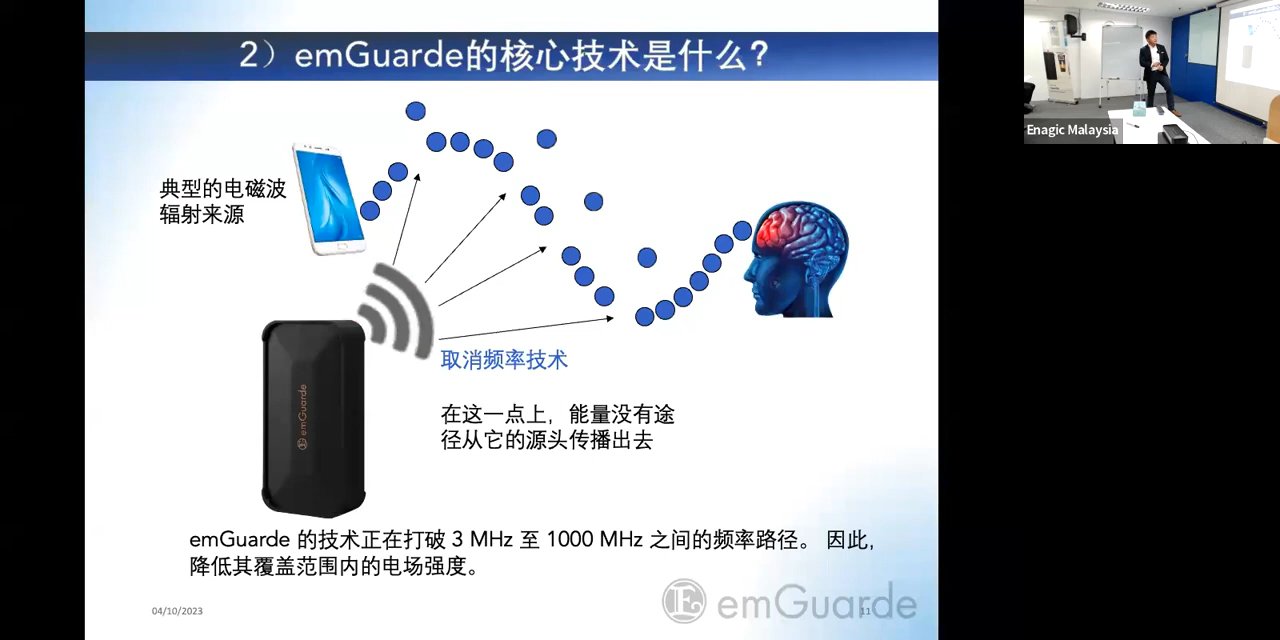 2）emGuarde的核心技术是什么？
典型的电磁波
辐射来源
emGuarde
取消频率技术
在这一点上，能量没有途
径从它的源头传播出去
emGuarde 的技术正在打破 3 MHz 至 1000 MHz 之间的频率路径。 因此，
降低其覆盖范围内的电场强度。
04/10/2023
11
E emGuarde
Enagic Malaysia